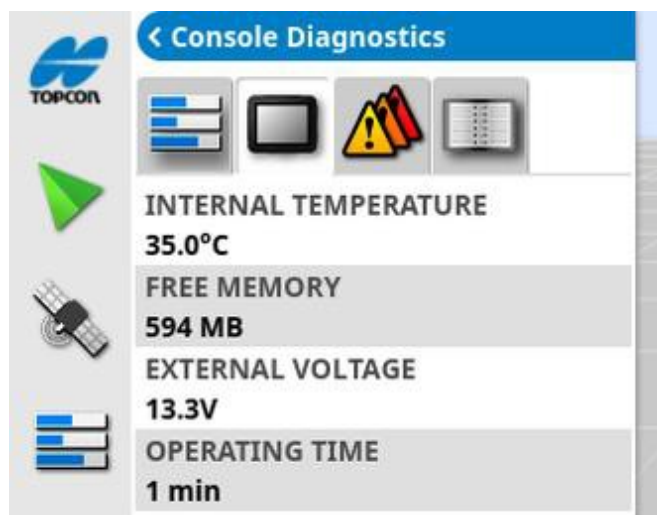 Console Diagnostics
TOPCON
INTERNAL TEMPERATURE
35.0°C
FREE MEMORY
594 MB
EXTERNAL VOLTAGE
13.3V
OPERATING TIME
1 min